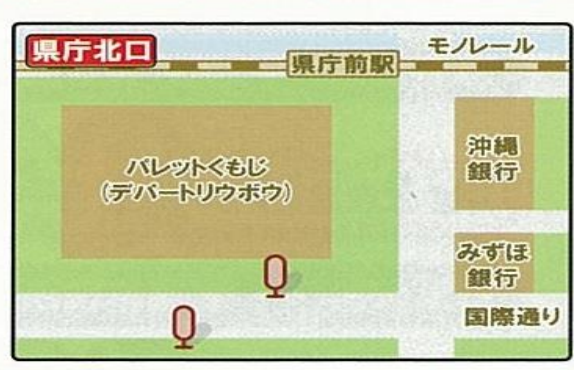 県庁北口
モノレール
県庁前駅
パレットくもじ
(デパートリウボウ)
沖縄
銀行
みずほ
銀行
国際通り